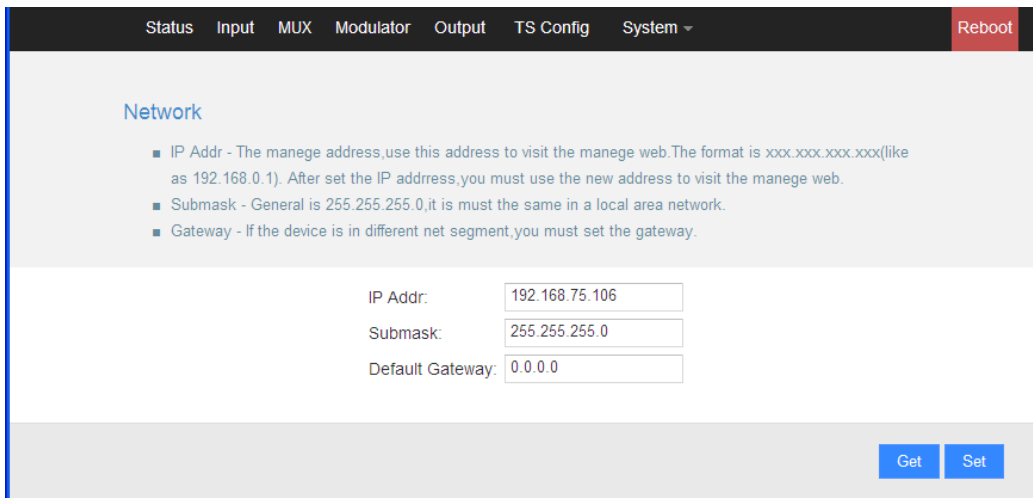 Status Input MUX Modulator Output TS Config System Reboot
Network
IP Addr - The manege address,use this address to visit the manege web.The format is xxx.xxx.xxx.xxx(like
as 192.168.0.1). After set the IP addrress,you must use the new address to visit the manege web.
Submask - General is 255.255.255.0,it is must the same in a local area network.
Gateway - If the device is in different net segment,you must set the gateway.
IP Addr: 192.168.75.106
Submask: 255.255.255.0
Default Gateway: 0.0.0.0
Get Set